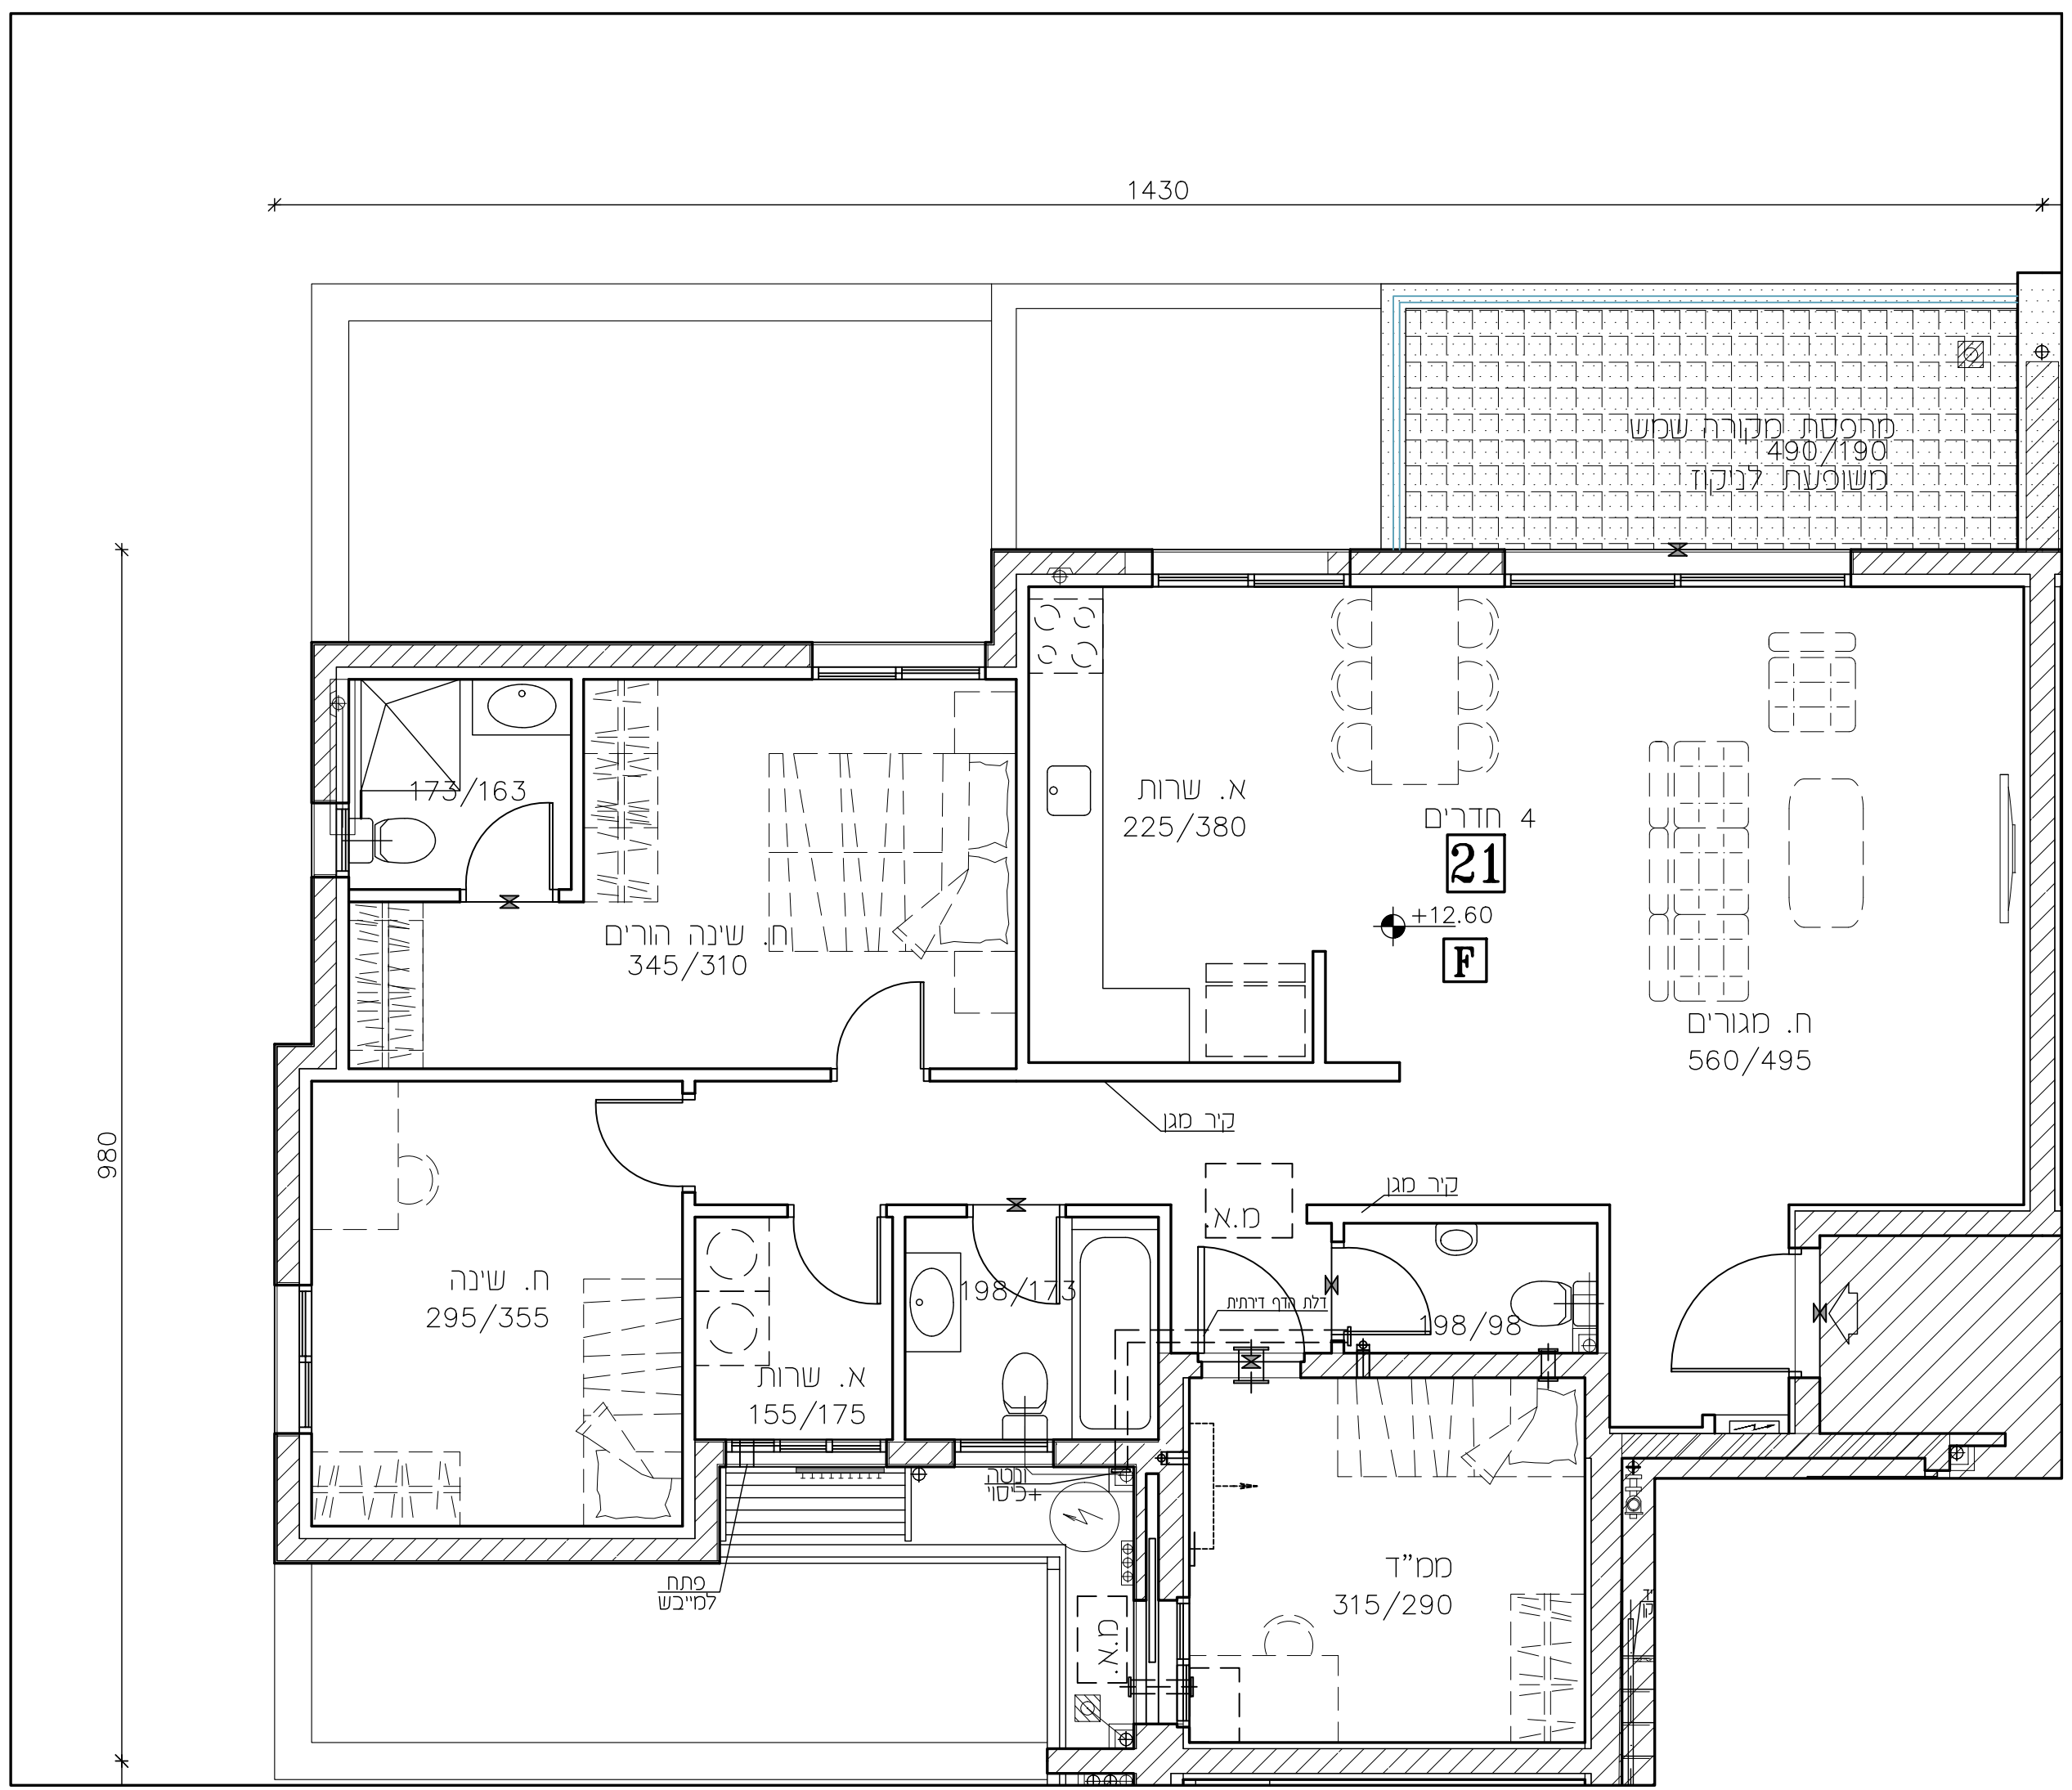 1430
מרפסת מקורה שמש
490/190
משופעת לניקוז
980
173/163
א. שרות
225/380
4 חדרים
21
+12.60
F
ח. שינה הורים
345/310
ח. מגורים
560/495
קיר מגן
קיר מגן
מ.א.
ח. שינה
295/355
198/173
דלת הדף דירתית
198/98
א. שרות
155/175
ונטה
+כיסוי
ממ"ד
315/290
פתח
למייבש
מ.א.